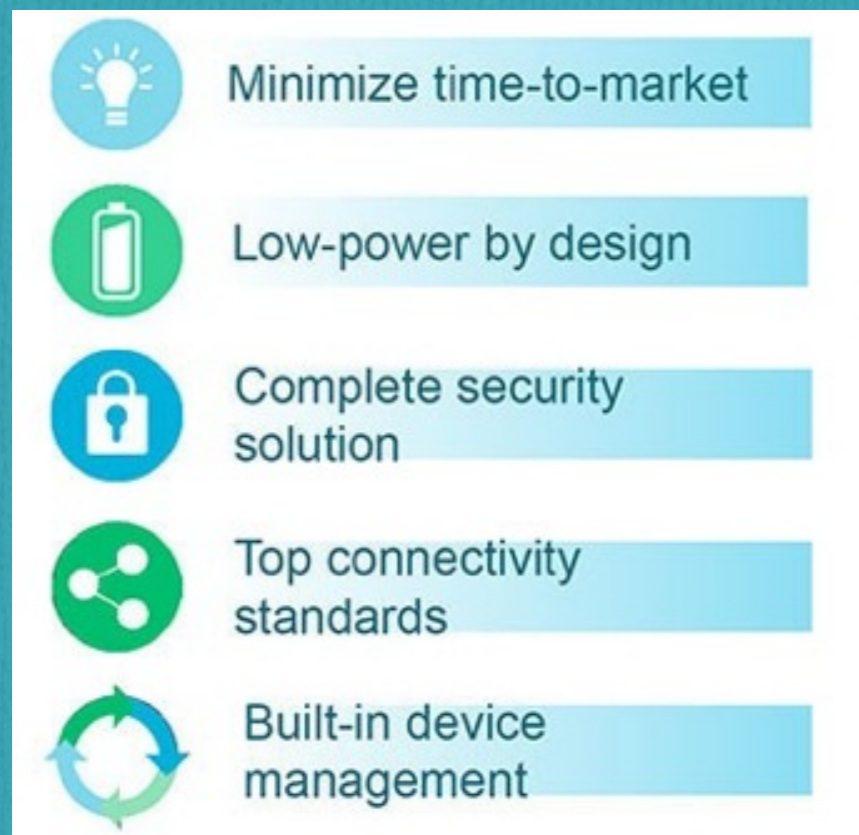 Minimize time-to-market
Low-power by design
Complete security
solution
Top connectivity
standards
Built-in device
management